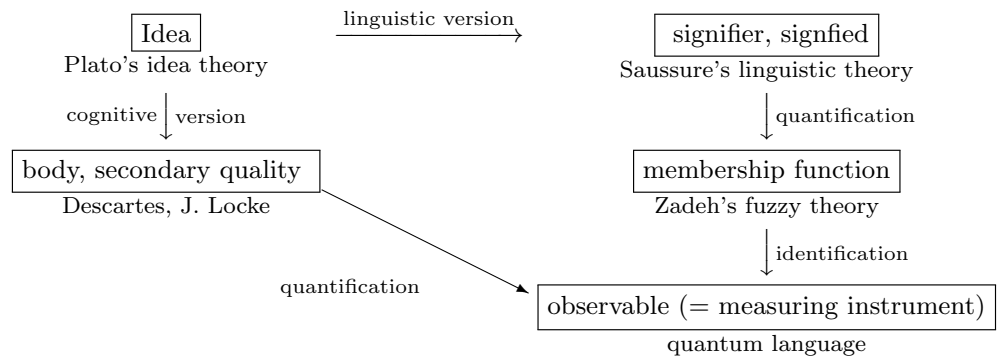 linguistic version
Idea
signifier, signfied
Plato's idea theory
Saussure's linguistic theory
cognitive version
quantification
body, secondary quality
membership function
Descartes, J. Locke
Zadeh's fuzzy theory
identification
quantification
observable (= measuring instrument)
quantum language